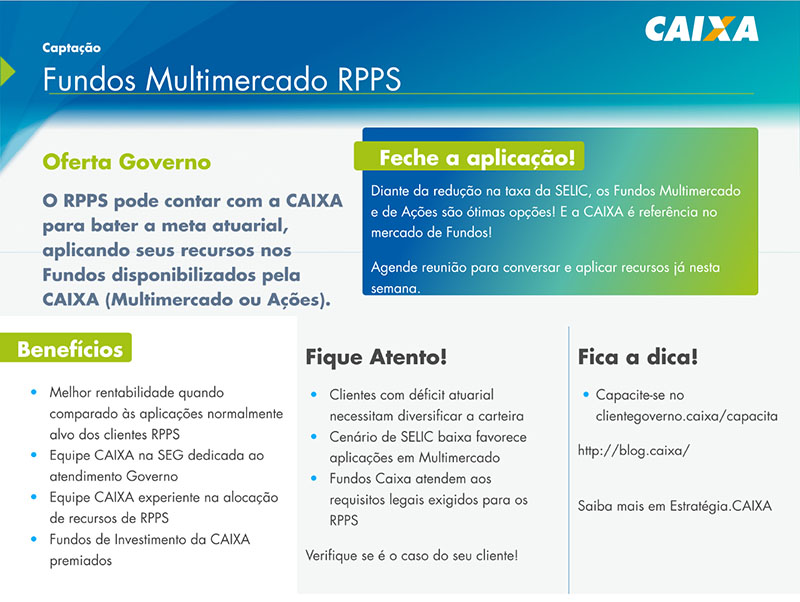 CAIXA
Captação
Fundos Multimercado RPPS
Oferta Governo
O RPPS pode contar com a CAIXA
para bater a meta atuarial,
aplicando seus recursos nos
Fundos disponibilizados pela
CAIXA (Multimercado ou Ações).
Feche a aplicação!
Diante da redução na taxa da SELIC, os Fundos Multimercado
e de Ações são ótimas opções! E a CAIXA é referência no
mercado de Fundos!
Agende reunião para conversar e aplicar recursos já nesta
semana.
Benefícios
• Melhor rentabilidade quando
comparado às aplicações normalmente
alvo dos clientes RPPS
• Equipe CAIXA na SEG dedicada ao
atendimento Governo
• Equipe CAIXA experiente na alocação
de recursos de RPPS
• Fundos de Investimento da CAIXA
premiados
Fique Atento!
• Clientes com déficit atuarial
necessitam diversificar a carteira
• Cenário de SELIC baixa favorece
aplicações em Multimercado
• Fundos Caixa atendem aos
requisitos legais exigidos para os
RPPS
Verifique se é o caso do seu cliente!
Fica a dica!
• Capacite-se no
clientegoverno.caixa/capacita
http://blog.caixa/
Saiba mais em Estratégia.CAIXA